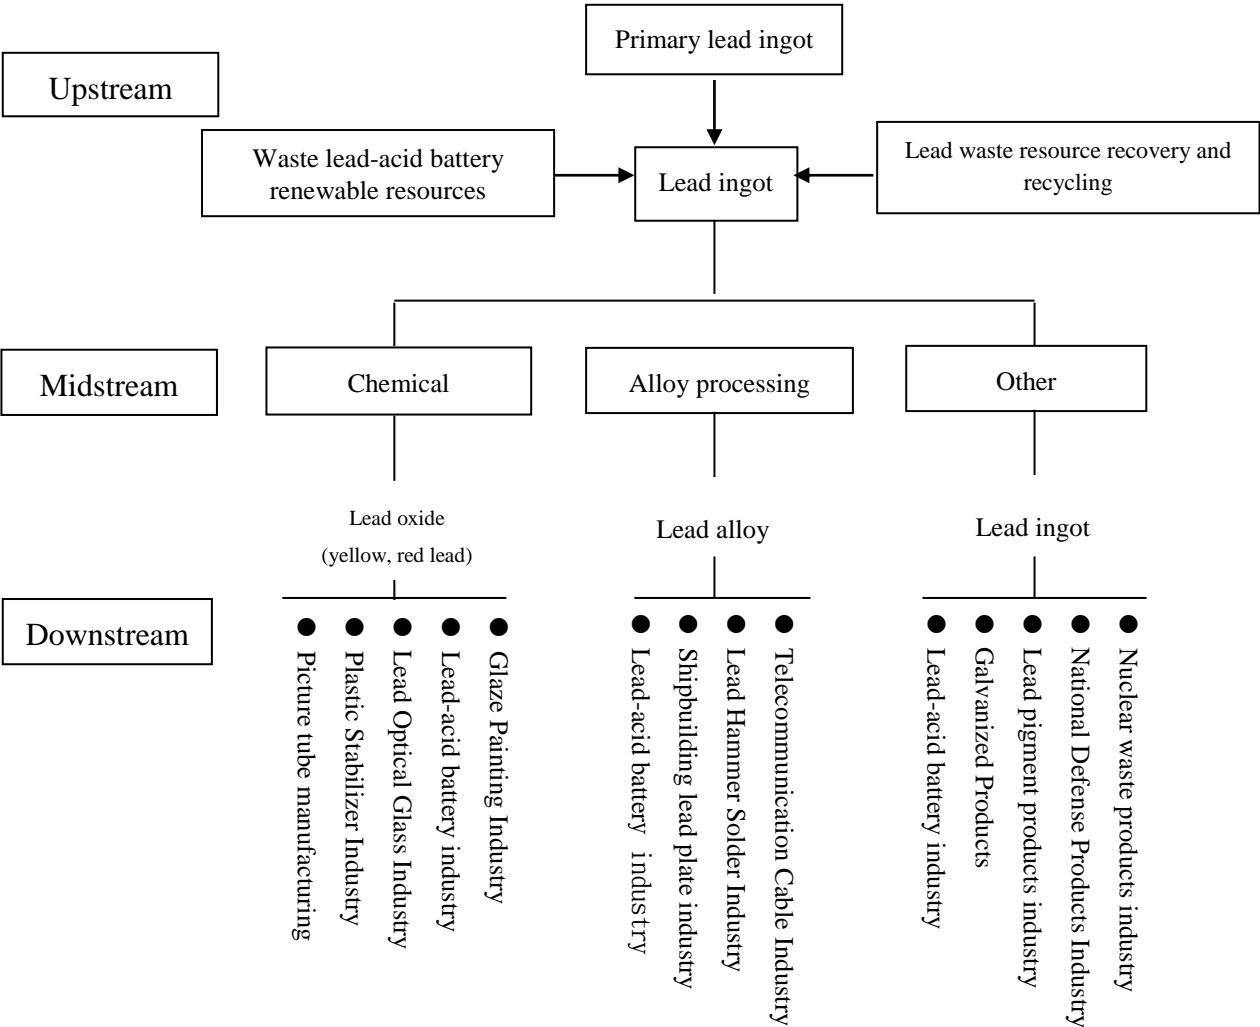 Primary lead ingot
Upstream
Waste lead-acid battery
renewable resources
Lead ingot
Lead waste resource recovery and
recycling
Midstream
Chemical
Alloy processing
Other
Lead oxide
(yellow, red lead)
Lead alloy
Lead ingot
Downstream
● Picture tube manufacturing
● Plastic Stabilizer Industry
● Lead Optical Glass Industry
● Lead-acid battery industry
● Glaze Painting Industry
● Lead-acid battery industry
● Shipbuilding lead plate industry
● Lead Hammer Solder Industry
● Telecommunication Cable Industry
● Lead-acid battery industry
● Galvanized Products
● Lead pigment products industry
● National Defense Products Industry
● Nuclear waste products industry